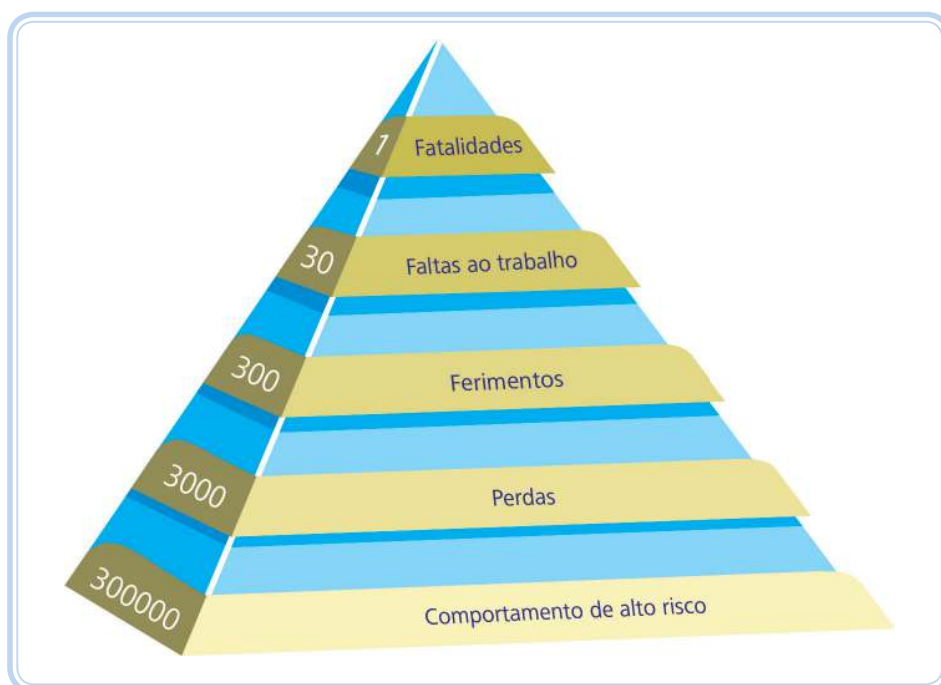 1 Fatalidades
30 Faltas ao trabalho
300 Ferimentos
3000 Perdas
300000 Comportamento de alto risco